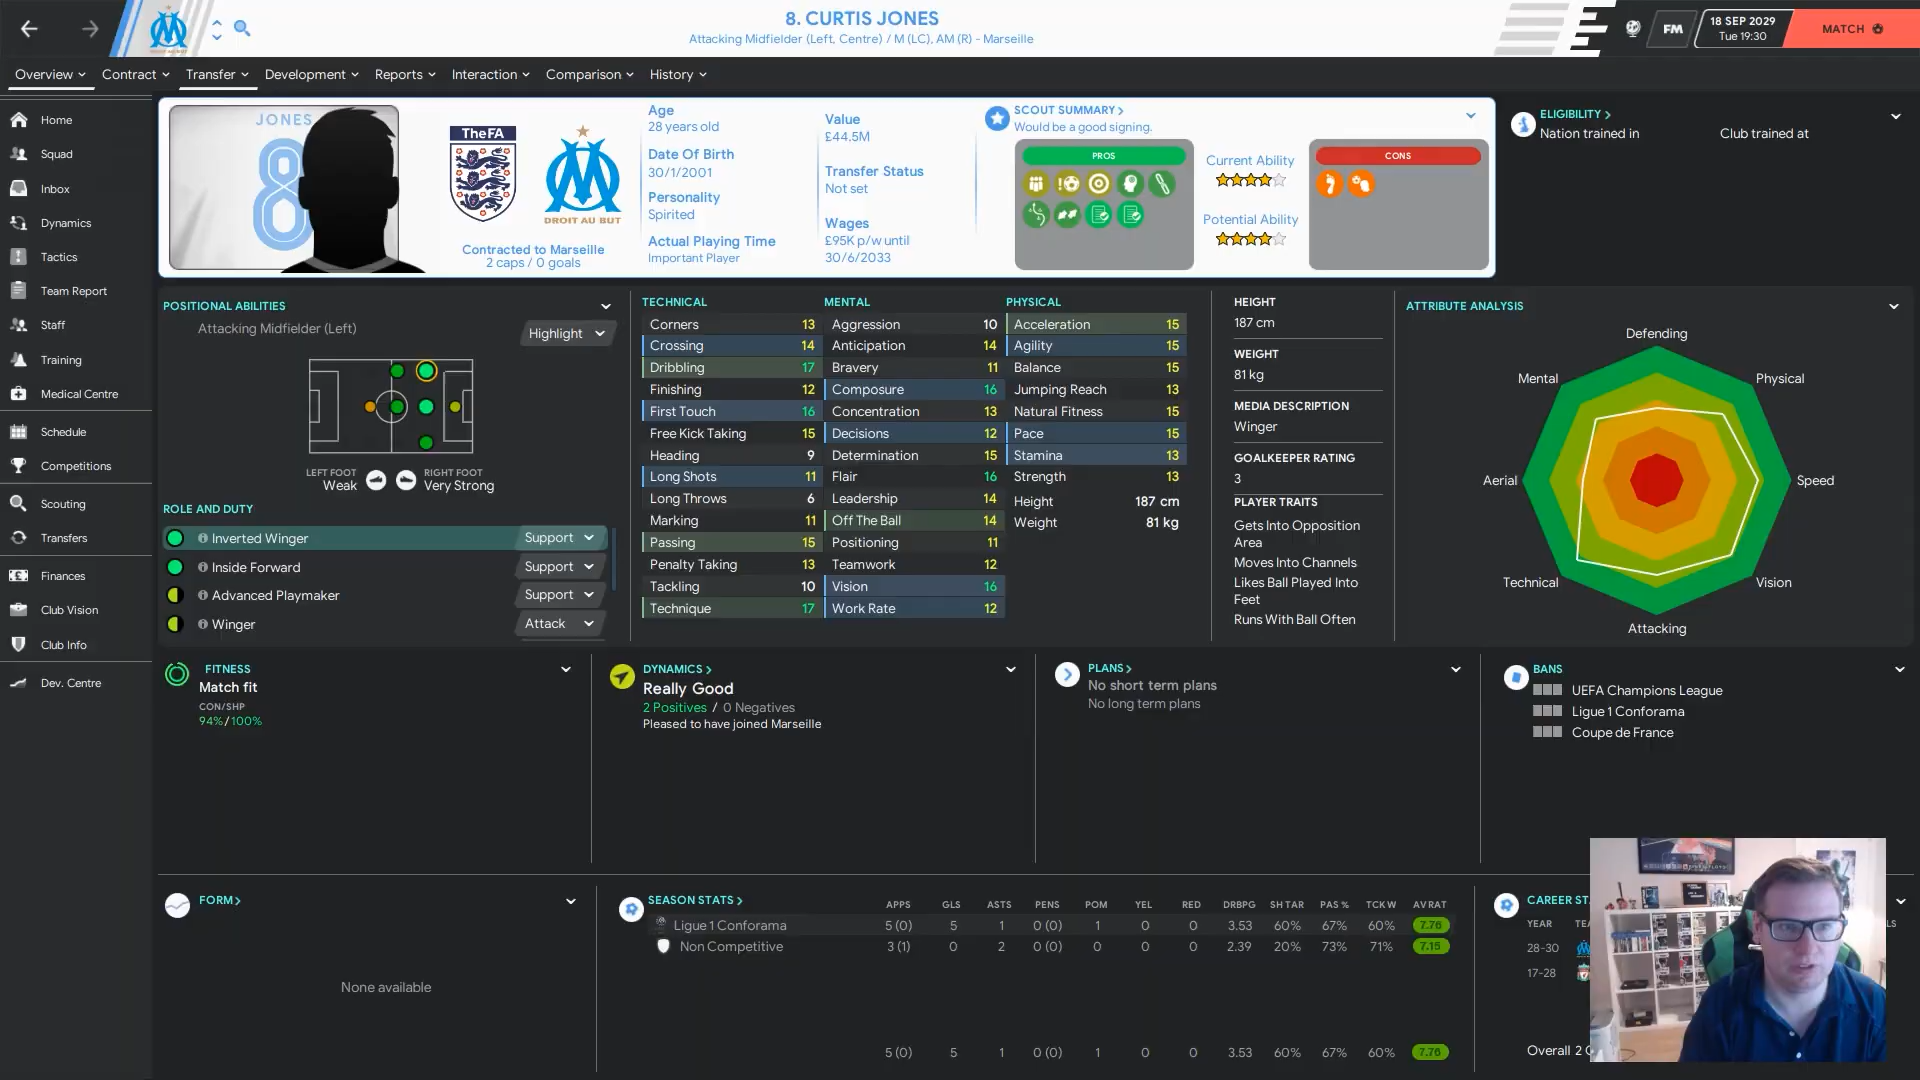 8. CURTIS JONES
Attacking Midfielder (Left, Centre) / M (LC), AM (R) - Marseille
FM
18 SEP 2029
Tue 19:30
MATCH
Overview
Contract
Transfer
Development
Reports
Interaction
Comparison
History
Home
Squad
Inbox
Dynamics
Tactics
Team Report
Staff
Training
Medical Centre
Schedule
Competitions
Scouting
Transfers
Finances
Club Vision
Club Info
Dev. Centre
JONES
8
The FA
DROIT AU BUT
Contracted to Marseille
2 caps / 0 goals
Age
28 years old
Date Of Birth
30/1/2001
Personality
Spirited
Actual Playing Time
Important Player
Value
£44.5M
Transfer Status
Not set
Wages
£95K p/w until
30/6/2033
SCOUT SUMMARY
Would be a good signing.
PROS
Current Ability
Potential Ability
CONS
ELIGIBILITY
Nation trained in
Club trained at
POSITIONAL ABILITIES
Attacking Midfielder (Left)
Highlight
LEFT FOOT
Weak
RIGHT FOOT
Very Strong
ROLE AND DUTY
Inverted Winger Support
Inside Forward Support
Advanced Playmaker Support
Winger Attack
TECHNICAL
Corners 13
Crossing 14
Dribbling 17
Finishing 12
First Touch 16
Free Kick Taking 15
Heading 9
Long Shots 11
Long Throws 6
Marking 11
Passing 15
Penalty Taking 13
Tackling 10
Technique 17
MENTAL
Aggression 10
Anticipation 14
Bravery 11
Composure 16
Concentration 13
Decisions 12
Determination 15
Flair 16
Leadership 14
Off The Ball 14
Positioning 11
Teamwork 12
Vision 16
Work Rate 12
PHYSICAL
Acceleration 15
Agility 15
Balance 15
Jumping Reach 13
Natural Fitness 15
Pace 15
Stamina 13
Strength 13
Height 187 cm
Weight 81 kg
HEIGHT
187 cm
WEIGHT
81 kg
MEDIA DESCRIPTION
Winger
GOALKEEPER RATING
3
PLAYER TRAITS
Gets Into Opposition
Area
Moves Into Channels
Likes Ball Played Into
Feet
Runs With Ball Often
ATTRIBUTE ANALYSIS
Defending
Mental
Physical
Aerial
Speed
Technical
Vision
Attacking
FITNESS
Match fit
CON/SHP
94%/100%
DYNAMICS
Really Good
2 Positives / 0 Negatives
Pleased to have joined Marseille
PLANS
No short term plans
No long term plans
BANS
UEFA Champions League
Ligue 1 Conforama
Coupe de France
FORM
None available
SEASON STATS APPS GLS ASTS PENS POM YEL RED DRBPG SH TAR PAS % TCK W AV RAT
Ligue 1 Conforama 5 (0) 5 1 0 (0) 1 0 0 3.53 60% 67% 60% 7.76
Non Competitive 3 (1) 0 2 0 (0) 0 0 0 2.39 20% 73% 71% 7.15
5 (0) 5 1 0 (0) 1 0 0 3.53 60% 67% 60% 7.76
CAREER ST
YEAR
28-30
17-28
Overall 2